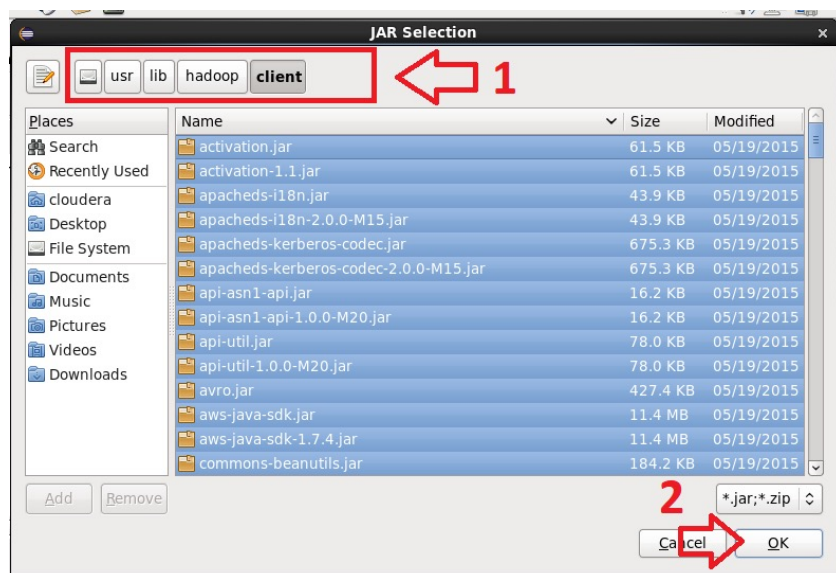 JAR Selection
usr lib hadoop client
1
Places
Name Size Modified
Search
activation.jar 61.5 KB 05/19/2015
Recently Used
activation-1.1.jar 61.5 KB 05/19/2015
apacheds-i18n.jar 43.9 KB 05/19/2015
cloudera
apacheds-i18n-2.0.0-M15.jar 43.9 KB 05/19/2015
Desktop
apacheds-kerberos-codec.jar 675.3 KB 05/19/2015
File System
apacheds-kerberos-codec-2.0.0-M15.jar 675.3 KB 05/19/2015
Documents
api-asn1-api.jar 16.2 KB 05/19/2015
Music
api-asn1-api-1.0.0-M20.jar 16.2 KB 05/19/2015
Pictures
api-util.jar 78.0 KB 05/19/2015
Videos
api-util-1.0.0-M20.jar 78.0 KB 05/19/2015
Downloads
avro.jar 427.4 KB 05/19/2015
aws-java-sdk.jar 11.4 MB 05/19/2015
aws-java-sdk-1.7.4.jar 11.4 MB 05/19/2015
commons-beanutils.jar 184.2 KB 05/19/2015
Add Remove
2
*.jar;*.zip
Cancel OK